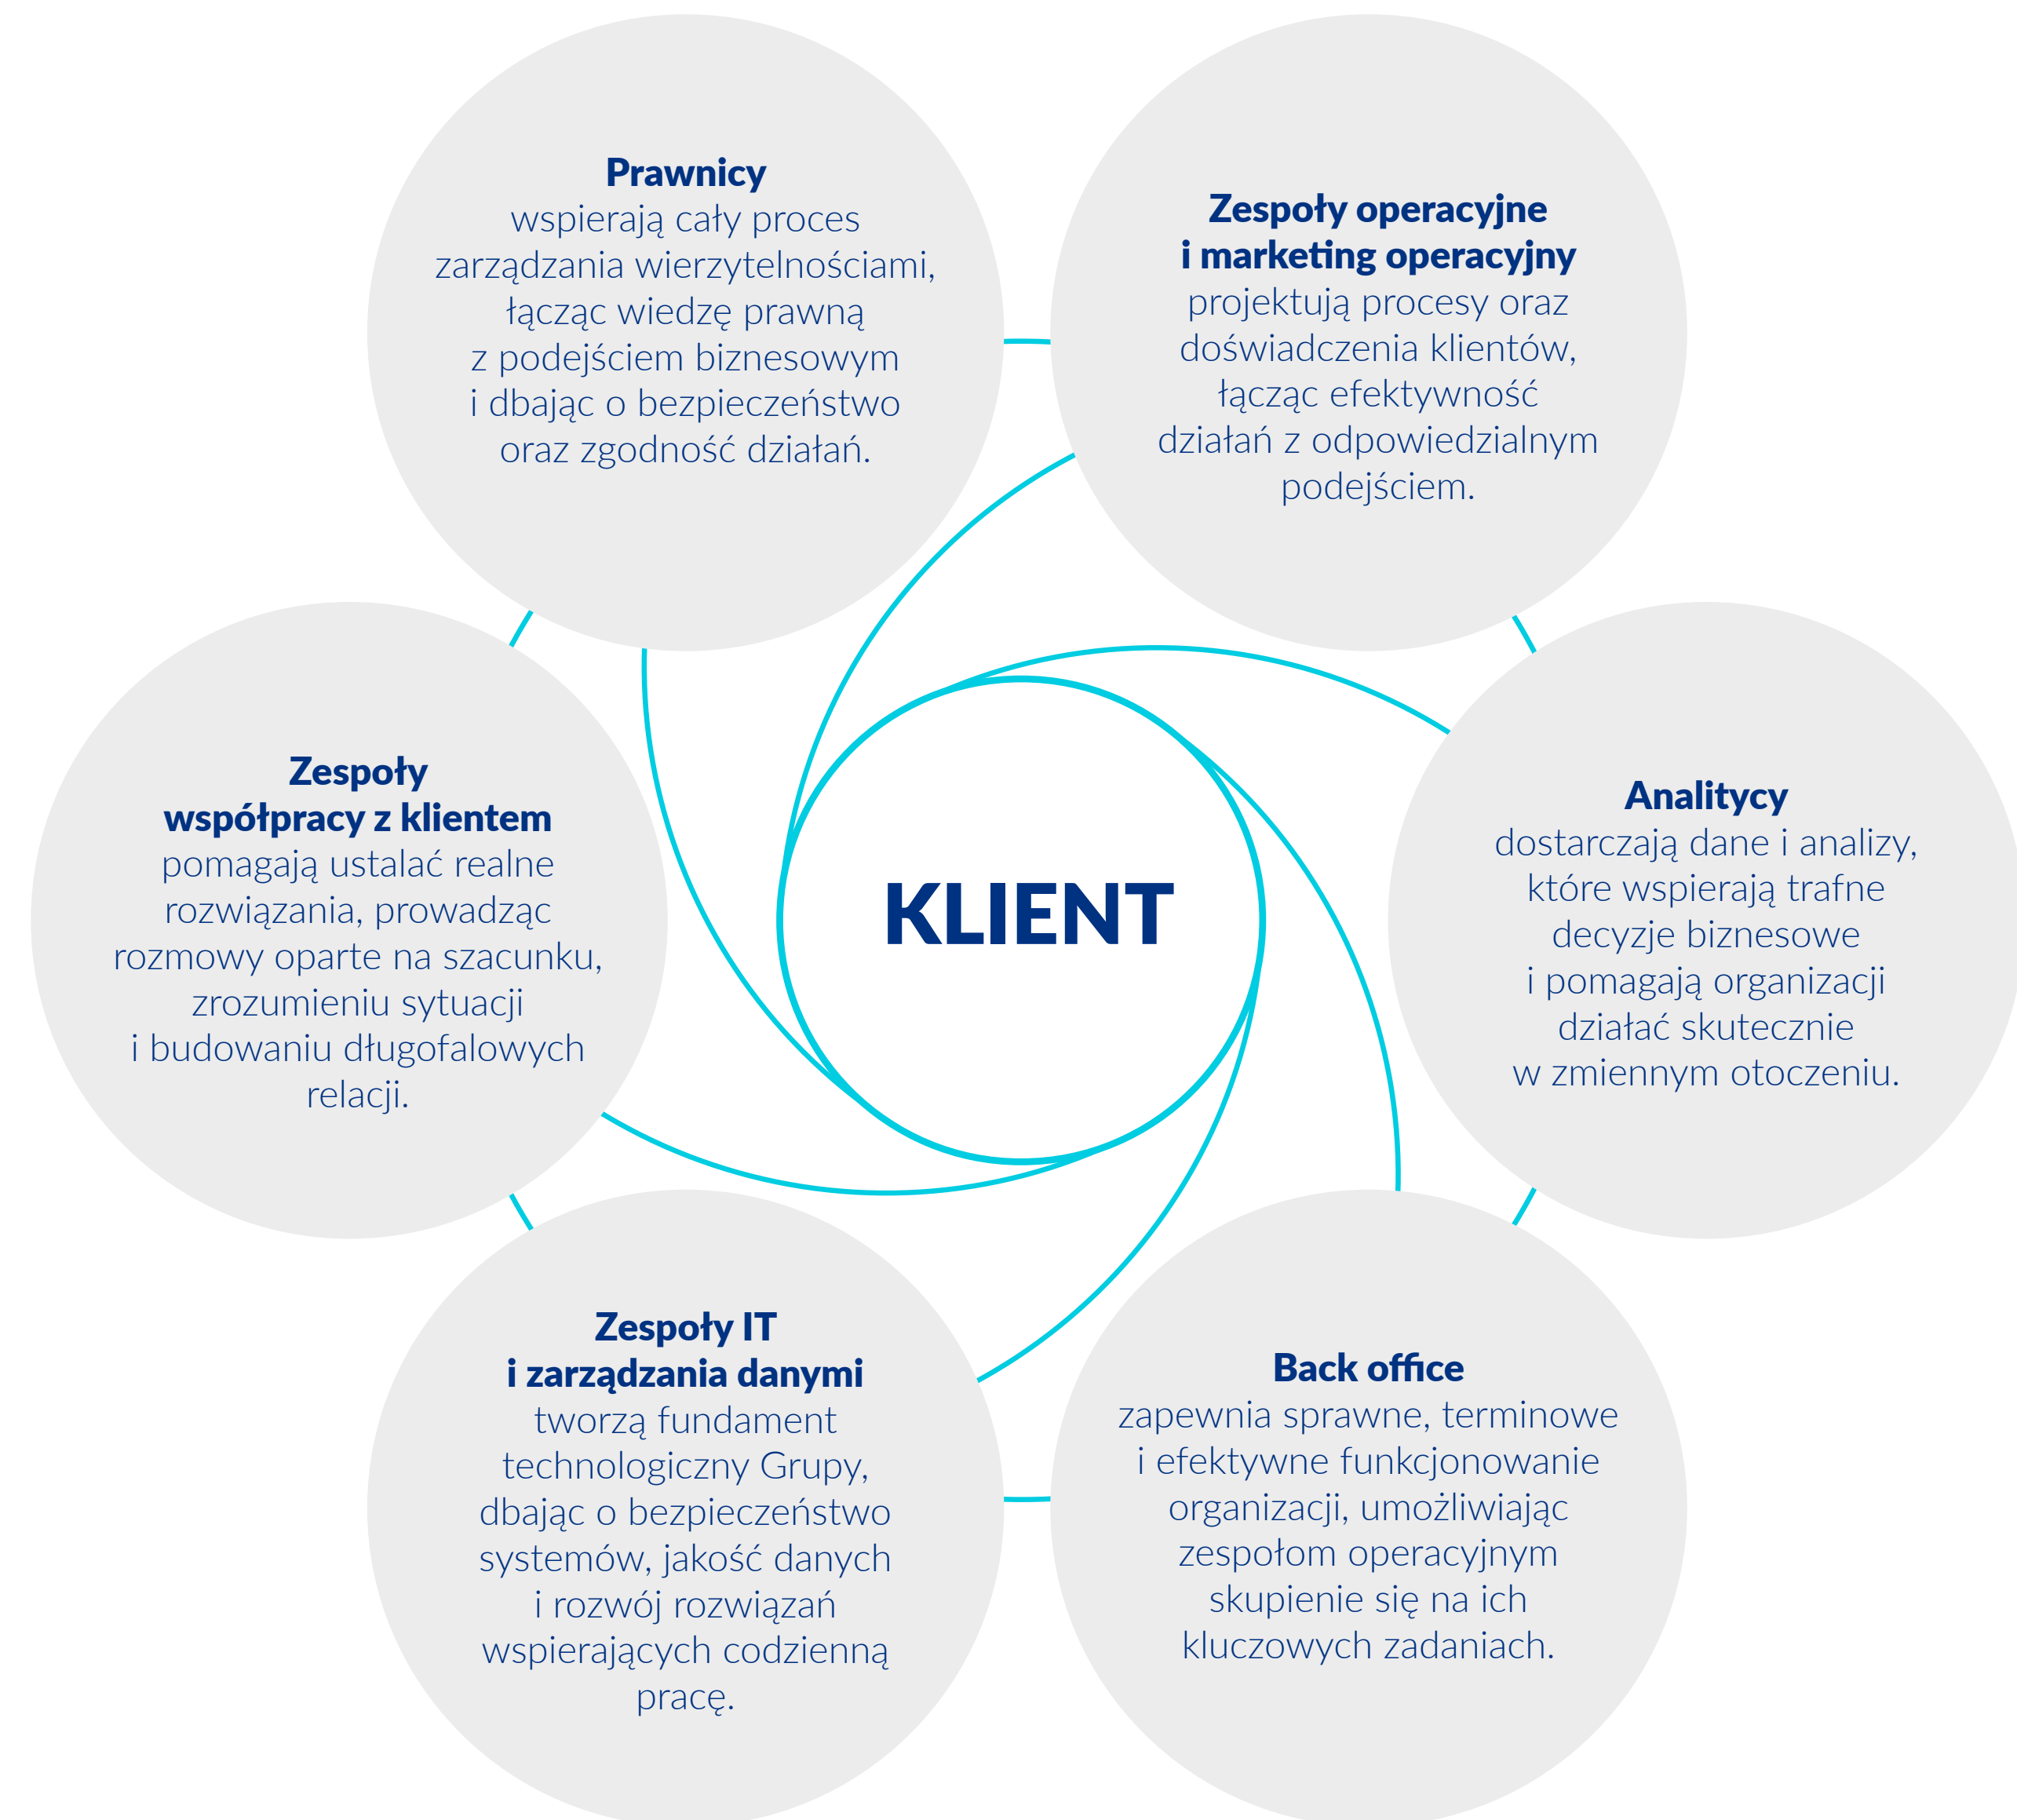 Prawnicy
wspierają cały proces
zarządzania wierzytelnościami,
łącząc wiedzę prawną
z podejściem biznesowym
i dbając o bezpieczeństwo
oraz zgodność działań.
Zespoły operacyjne
i marketing operacyjny
projektują procesy oraz
doświadczenia klientów,
łącząc efektywność
działań z odpowiedzialnym
podejściem.
Zespoły
współpracy z klientem
pomagają ustalać realne
rozwiązania, prowadząc
rozmowy oparte na szacunku,
zrozumieniu sytuacji
i budowaniu długofalowych
relacji.
KLIENT
Analitycy
dostarczają dane i analizy,
które wspierają trafne
decyzje biznesowe
i pomagają organizacji
działać skutecznie
w zmiennym otoczeniu.
Zespoły IT
i zarządzania danymi
tworzą fundament
technologiczny Grupy,
dbając o bezpieczeństwo
systemów, jakość danych
i rozwój rozwiązań
wspierających codzienną
pracę.
Back office
zapewnia sprawne, terminowe
i efektywne funkcjonowanie
organizacji, umożliwiając
zespołom operacyjnym
skupienie się na ich
kluczowych zadaniach.